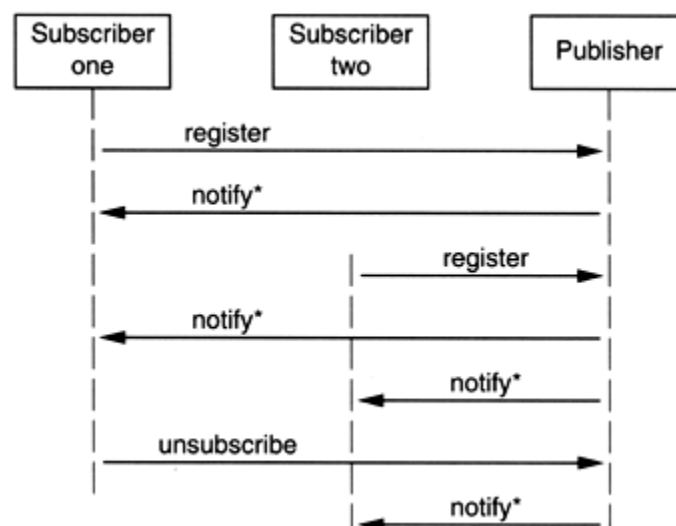 Subscriber
one
Subscriber
two
Publisher
register
notify*
register
notify*
notify*
unsubscribe
notify*